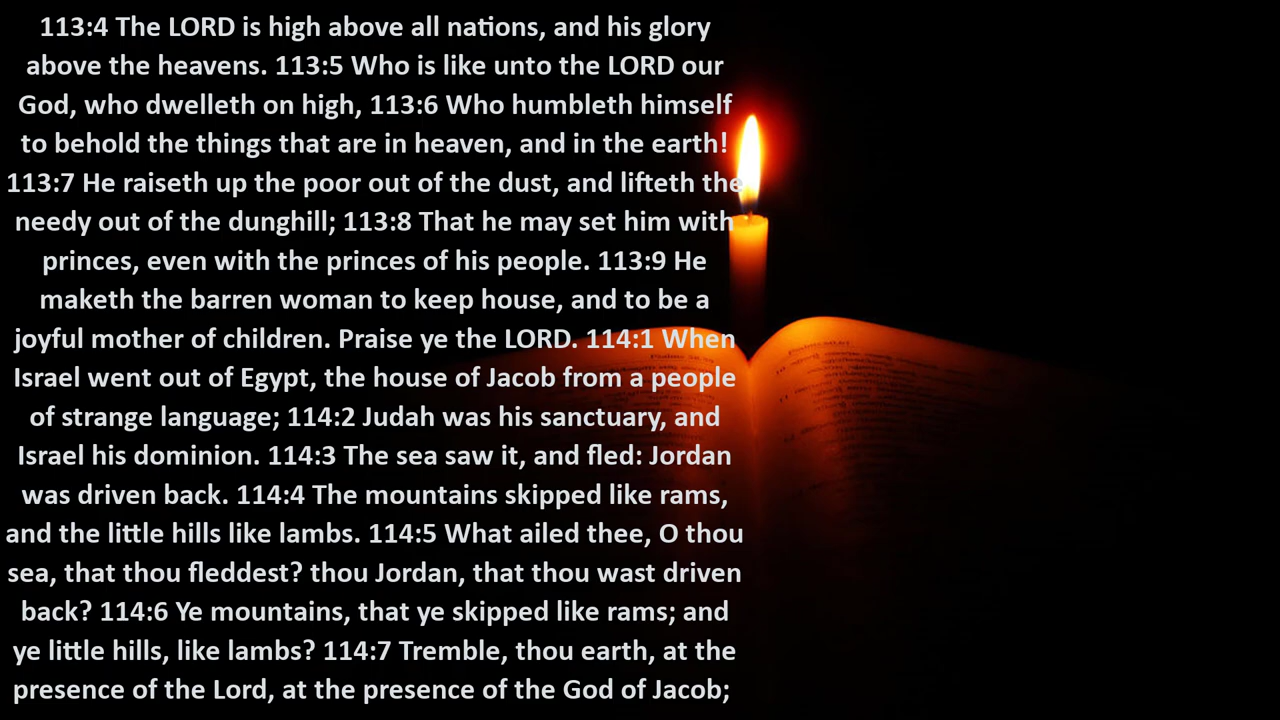 113:4 The LORD is high above all nations, and his glory
above the heavens. 113:5 Who is like unto the LORD our
God, who dwelleth on high, 113:6 Who humbleth himself
to behold the things that are in heaven, and in the earth!
113:7 He raiseth up the poor out of the dust, and lifteth the
needy out of the dunghill; 113:8 That he may set him with
princes, even with the princes of his people. 113:9 He
maketh the barren woman to keep house, and to be a
joyful mother of children. Praise ye the LORD. 114:1 When
Israel went out of Egypt, the house of Jacob from a people
of strange language; 114:2 Judah was his sanctuary, and
Israel his dominion. 114:3 The sea saw it, and fled: Jordan
was driven back. 114:4 The mountains skipped like rams,
and the little hills like lambs. 114:5 What ailed thee, O thou
sea, that thou fleddest? thou Jordan, that thou wast driven
back? 114:6 Ye mountains, that ye skipped like rams; and
ye little hills, like lambs? 114:7 Tremble, thou earth, at the
presence of the Lord, at the presence of the God of Jacob;